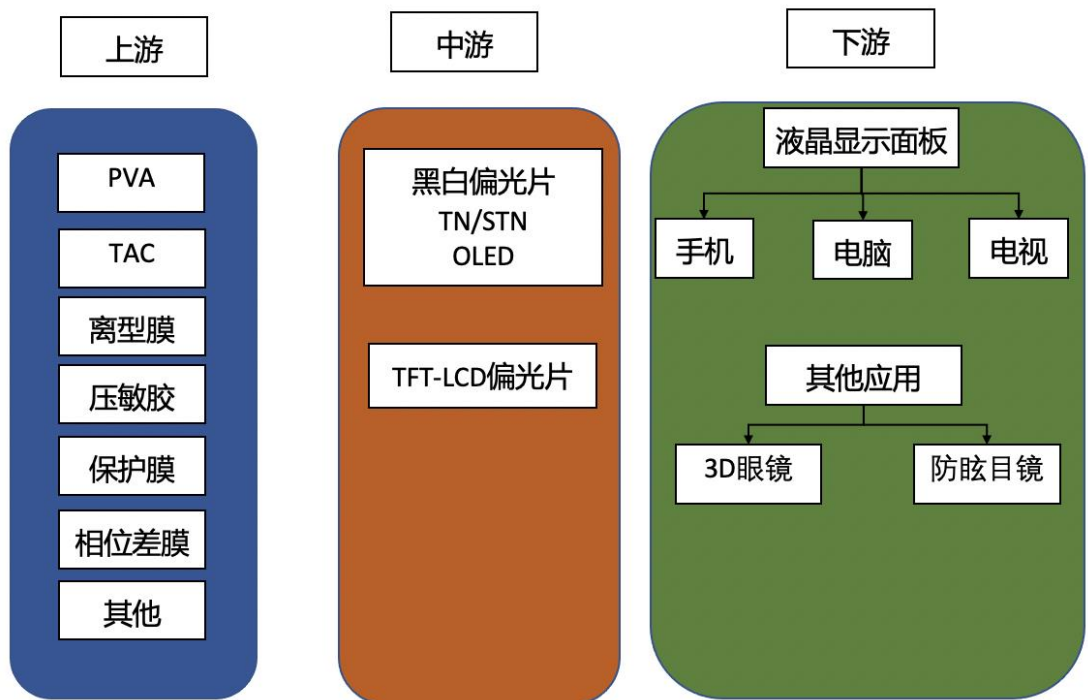 上游
中游
下游
PVA
TAC
离型膜
压敏胶
保护膜
相位差膜
其他
黑白偏光片
TN/STN
OLED
TFT-LCD偏光片
液晶显示面板
手机
电脑
电视
其他应用
3D眼镜
防眩目镜